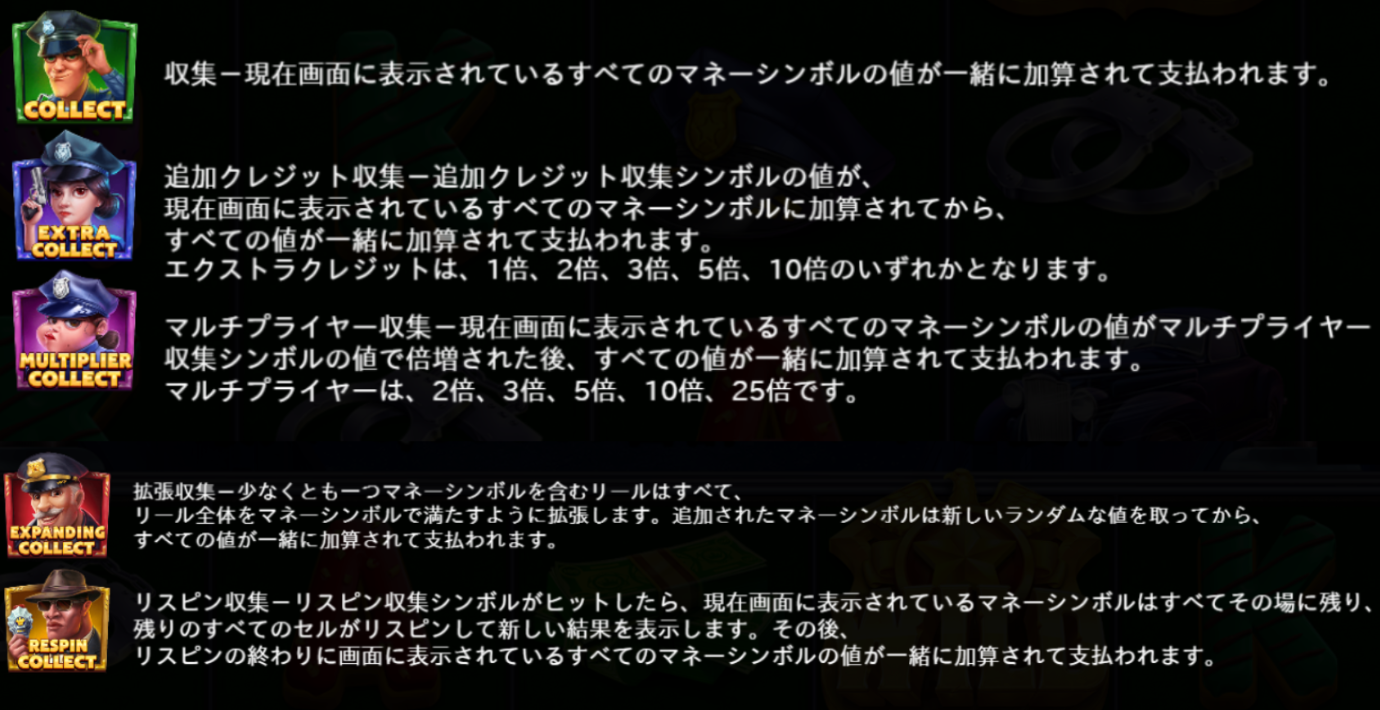 COLLECT
収集－現在画面に表示されているすべてのマネーシンボルの値が一緒に加算されて支払われます。
EXTRA
COLLECT
追加クレジット収集－追加クレジット収集シンボルの値が、
現在画面に表示されているすべてのマネーシンボルに加算されてから、
すべての値が一緒に加算されて支払われます。
エクストラクレジットは、1倍、2倍、3倍、5倍、10倍のいずれかとなります。
MULTIPLIER
COLLECT
マルチプライヤー収集－現在画面に表示されているすべてのマネーシンボルの値がマルチプライヤー
収集シンボルの値で倍増された後、すべての値が一緒に加算されて支払われます。
マルチプライヤーは、2倍、3倍、5倍、10倍、25倍です。
EXPANDING
COLLECT
拡張収集－少なくとも一つマネーシンボルを含むリールはすべて、
リール全体をマネーシンボルで満たすように拡張します。追加されたマネーシンボルは新しいランダムな値を取ってから、
すべての値が一緒に加算されて支払われます。
RESPIN
COLLECT
リスピン収集－リスピン収集シンボルがヒットしたら、現在画面に表示されているマネーシンボルはすべてその場に残り、
残りのすべてのセルがリスピンして新しい結果を表示します。その後、
リスピンの終わりに画面に表示されているすべてのマネーシンボルの値が一緒に加算されて支払われます。